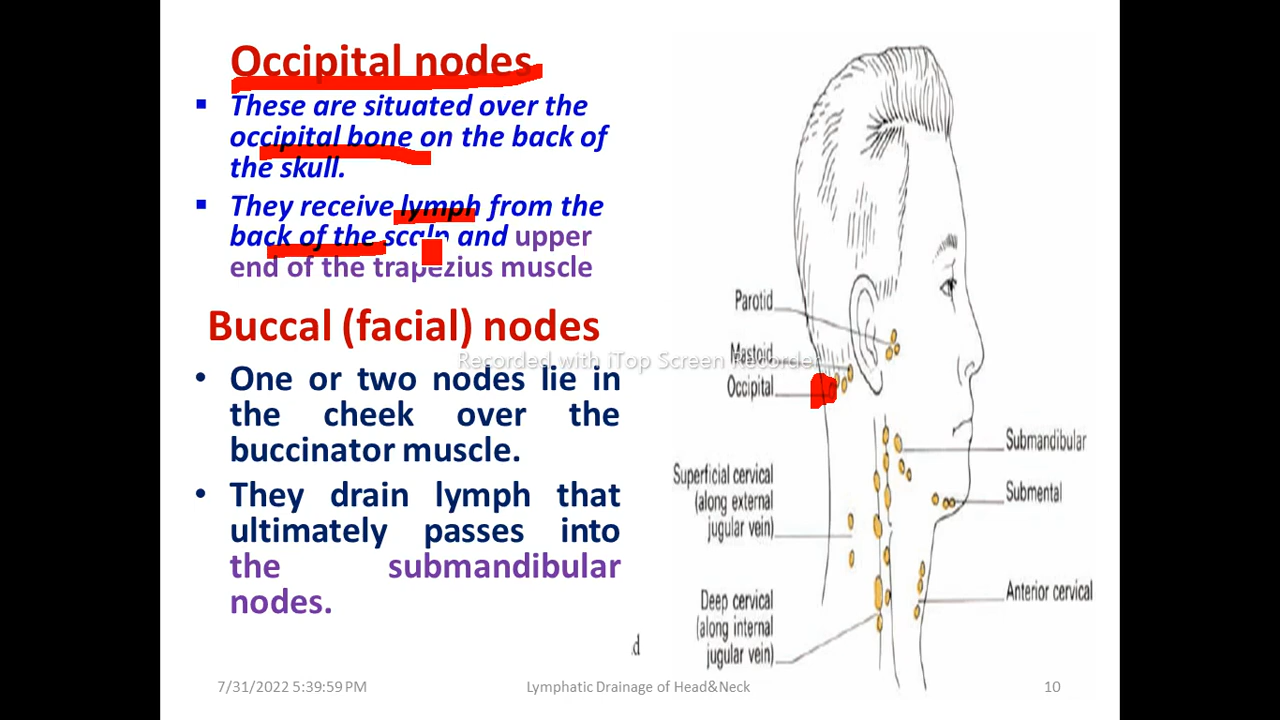 Occipital nodes
▪ These are situated over the
occipital bone on the back of
the skull.
▪ They receive lymph from the
back of the scalp and upper
end of the trapezius muscle
Buccal (facial) nodes
• One or two nodes lie in
the cheek over the
buccinator muscle.
• They drain lymph that
ultimately passes into
the submandibular
nodes.
Parotid
Mastoid
Occipital
Superficial cervical
(along external
jugular vein)
Deep cervical
(along internal
jugular vein)
Submandibular
Submental
Anterior cervical
Recorded with iTop Screen Recorder
d
7/31/2022 5:39:59 PM
Lymphatic Drainage of Head&Neck
10